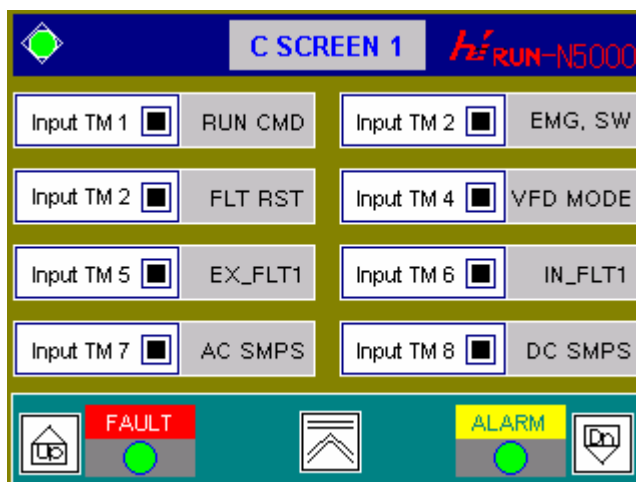 C SCREEN 1 hi RUN-N5000
Input TM 1 RUN CMD Input TM 2 EMG, SW
Input TM 2 FLT RST Input TM 4 VFD MODE
Input TM 5 EX_FLT1 Input TM 6 IN_FLT1
Input TM 7 AC SMPS Input TM 8 DC SMPS
FAULT ALARM
Up Dn